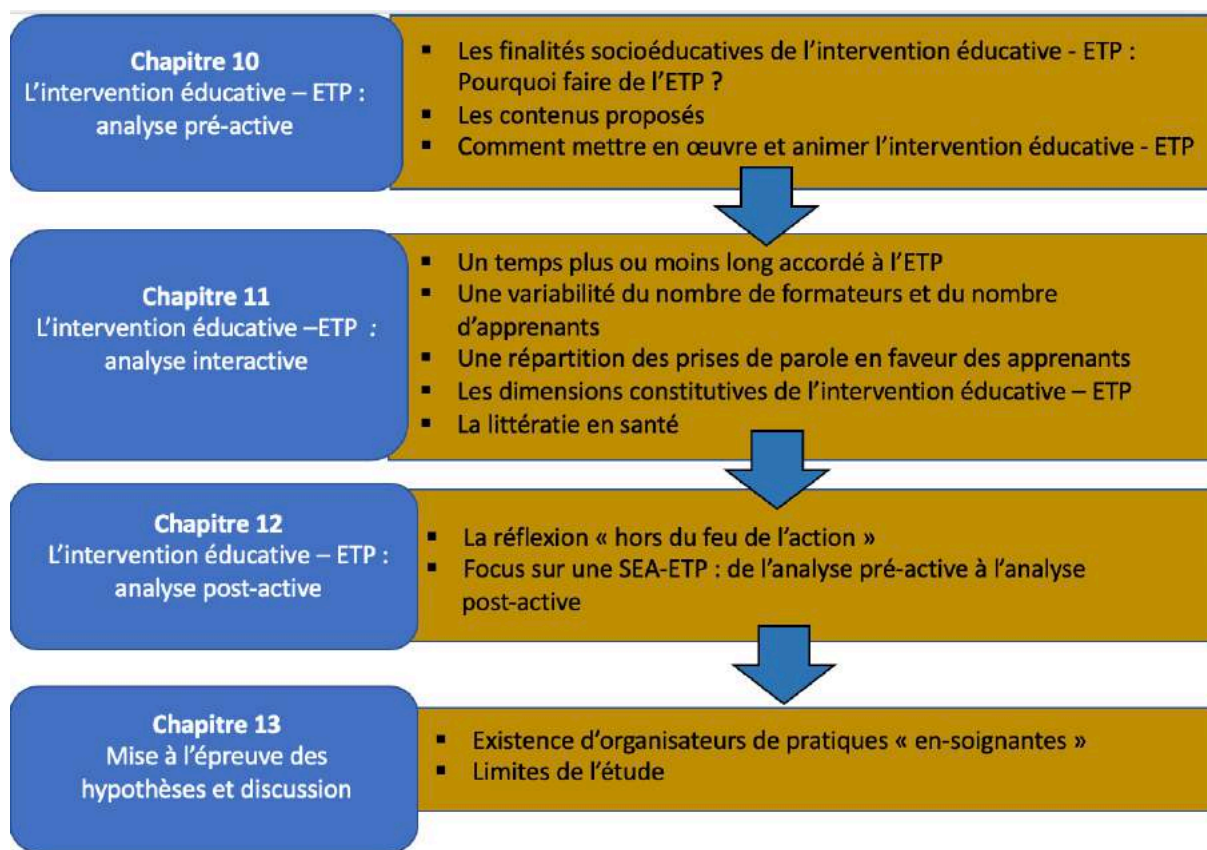 Chapitre 10
L'intervention éducative – ETP :
analyse pré-active
▪ Les finalités socioéducatives de l'intervention éducative - ETP :
Pourquoi faire de l'ETP ?
▪ Les contenus proposés
▪ Comment mettre en œuvre et animer l'intervention éducative - ETP
Chapitre 11
L'intervention éducative –ETP :
analyse interactive
▪ Un temps plus ou moins long accordé à l'ETP
▪ Une variabilité du nombre de formateurs et du nombre
d'apprenants
▪ Une répartition des prises de parole en faveur des apprenants
▪ Les dimensions constitutives de l'intervention éducative – ETP
▪ La littératie en santé
Chapitre 12
L'intervention éducative – ETP :
analyse post-active
▪ La réflexion « hors du feu de l'action »
▪ Focus sur une SEA-ETP : de l'analyse pré-active à l'analyse
post-active
Chapitre 13
Mise à l'épreuve des
hypothèses et discussion
▪ Existence d'organisateurs de pratiques « en-soignantes »
▪ Limites de l'étude